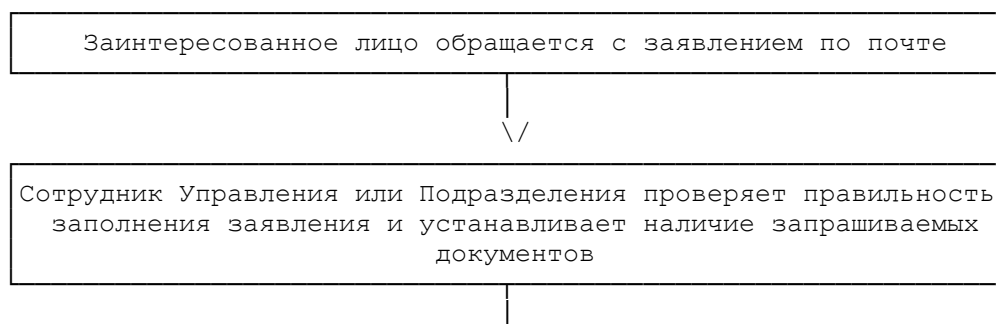 Заинтересованное лицо обращается с заявлением по почте
\/
Сотрудник Управления или Подразделения проверяет правильность
заполнения заявления и устанавливает наличие запрашиваемых
документов